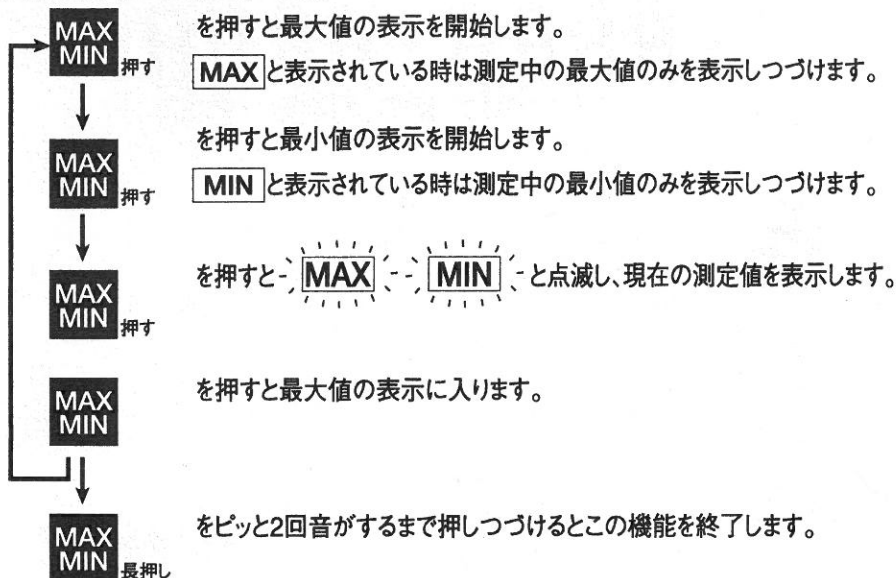 MAX
MIN 押す
を押すと最大値の表示を開始します。
MAXと表示されている時は測定中の最大値のみを表示しつづけます。
MAX
MIN 押す
を押すと最小値の表示を開始します。
MINと表示されている時は測定中の最小値のみを表示しつづけます。
MAX
MIN 押す
を押すと MAX MIN と点滅し、現在の測定値を表示します。
MAX
MIN
を押すと最大値の表示に入ります。
MAX
MIN 長押し
をピッと2回音がするまで押しつづけるとこの機能を終了します。